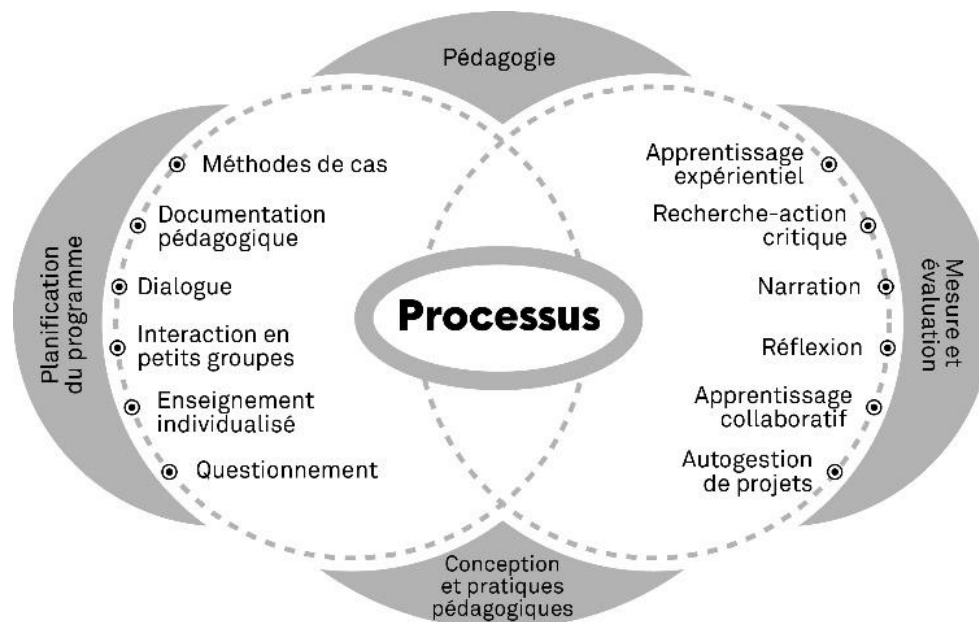 Pédagogie
Planification
du programme
Méthodes de cas
Documentation
pédagogique
Dialogue
Interaction en
petits groupes
Enseignement
individualisé
Questionnement
Processus
Apprentissage
expérientiel
Recherche-action
critique
Narration
Réflexion
Apprentissage
collaboratif
Autogestion
de projets
Mesure et
évaluation
Conception
et pratiques
pédagogiques